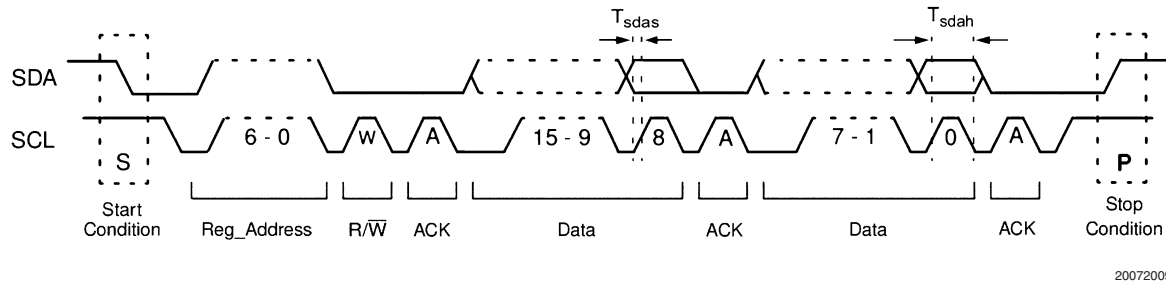 Tsdas
Tsdah
SDA
SCL
S
6 - 0
W
A
15 - 9
8
A
7 - 1
0
A
P
Start
Condition
Reg_Address
R/W̅
ACK
Data
ACK
Data
ACK
Stop
Condition